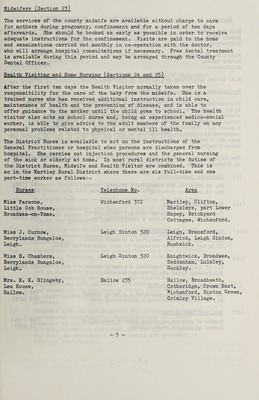 Midwifery (Section 23)
The services of the county midwife are available without charge to care
for mothers during pregnancy, confinement and for a period of ten days
afterwards. She should be booked as early as possible in order to receive
adequate instructions for the confinement. Visits are paid to the home
and examinations carried out monthly in co-operation with the doctor,
who will arrange hospital consultations if necessary. Free dental treatment
is available during this period and may be arranged through the County
Dental Officer.
Health Visiting and Home Nursing (Sections 24 and 25)
After the first ten days the Health Visitor normally takes over the
responsibility for the care of the baby from the midwife. She is a
trained nurse who has received additional instruction in child care,
maintenance of health and the prevention of disease, and is able to
offer guidance to the mother until the child goes to school. The health
visitor also acts as school nurse and, being an experienced medico-social
worker, is able to give advice to the adult members of the family on any
personal problems related to physical or mental ill health.
The District Nurse is available to act on the instructions of the
General Practitioner or hospital when persons are discharged from
hospital. She carries out injection procedures and the general nursing
of the sick or elderly at home. In most rural districts the duties of
the District Nurse, Midwife and Health Visitor are combined. This is
so in the Martley Rural District where there are six full-time and one
part-time worker as follows:-
Nurses Telephone No. Area
Miss Parsons, Wichenford 372 Martley, Clifton,
Little Cob House, Shelsleys, part Lower
Broadwas-on-Teme. Sapey, Brickyard
Cottages, Wichenford.
Miss J. Curnow, Leigh Sinton 320 Leigh, Bransford,
Berrylands Bungalow, Alfrick, Leigh Sinton,
Leigh. Rushwick.
Miss H. Chambers, Leigh Sinton 320 Knightwick, Broadwas,
Berrylands Bungalow, Doddenham, Lulsley,
Leigh. Suckley.
Mrs. E. K. Slingsby, Hallow 235 Hallow, Broadheath,
Lea House, Cotheridge, Crown East,
Hallow. Wichenford, Sinton Green,
Grimley Village.
- 5 -